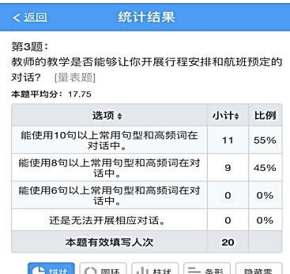 < 返回 统计结果
第3题:
教师的教学是否能够让你开展行程安排和航班预定的
对话? [量表题]
本题平均分: 17.75
选项 小计 比例
能使用10句以上常用句型和高频词在
对话中。 11 55%
能使用8句以上常用句型和高频词在对
话中。 9 45%
能使用6句以上常用句型和高频词在对
话中。 0 0%
还是无法开展相应对话。 0 0%
本题有效填写人次 20
饼状 圆环 柱状 条形 隐藏零